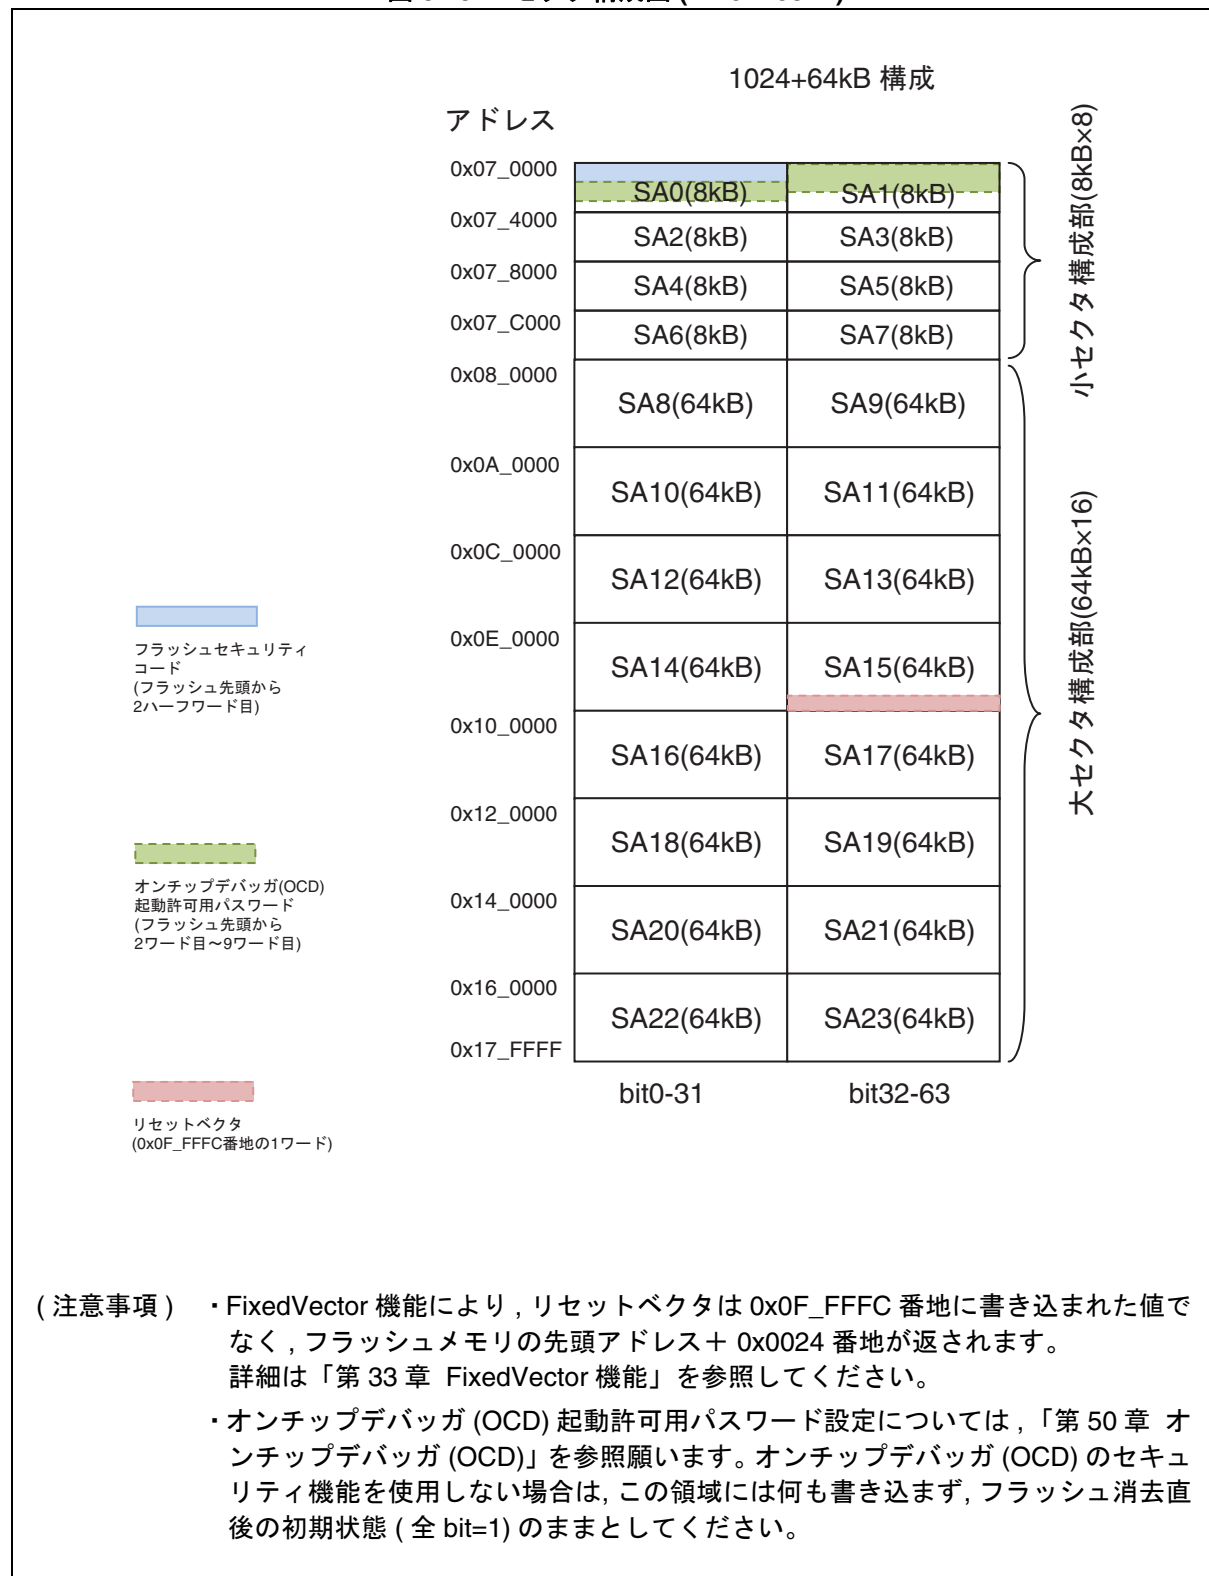 1024+64kB 構成
アドレス
0x07_0000
SA0(8kB)
SA1(8kB)
0x07_4000
SA2(8kB)
SA3(8kB)
0x07_8000
SA4(8kB)
SA5(8kB)
0x07_C000
SA6(8kB)
SA7(8kB)
小セクタ構成部(8kB×8)
0x08_0000
SA8(64kB)
SA9(64kB)
0x0A_0000
SA10(64kB)
SA11(64kB)
0x0C_0000
SA12(64kB)
SA13(64kB)
0x0E_0000
SA14(64kB)
SA15(64kB)
0x10_0000
SA16(64kB)
SA17(64kB)
0x12_0000
SA18(64kB)
SA19(64kB)
0x14_0000
SA20(64kB)
SA21(64kB)
0x16_0000
SA22(64kB)
SA23(64kB)
0x17_FFFF
大セクタ構成部(64kB×16)
bit0-31
bit32-63
フラッシュセキュリティ
コード
(フラッシュ先頭から
2ハーフワード目)
オンチップデバッガ(OCD)
起動許可用パスワード
(フラッシュ先頭から
2ワード目～9ワード目)
リセットベクタ
(0x0F_FFFC番地の1ワード)
( 注意事項 ) ・FixedVector 機能により , リセットベクタは 0x0F_FFFC 番地に書き込まれた値で
なく , フラッシュメモリの先頭アドレス＋ 0x0024 番地が返されます。
詳細は「第 33 章 FixedVector 機能」を参照してください。
・オンチップデバッガ (OCD) 起動許可用パスワード設定については , 「第 50 章 オ
ンチップデバッガ (OCD)」を参照願います。オンチップデバッガ (OCD) のセキュ
リティ機能を使用しない場合は, この領域には何も書き込まず, フラッシュ消去直
後の初期状態 ( 全 bit=1) のままとしてください。